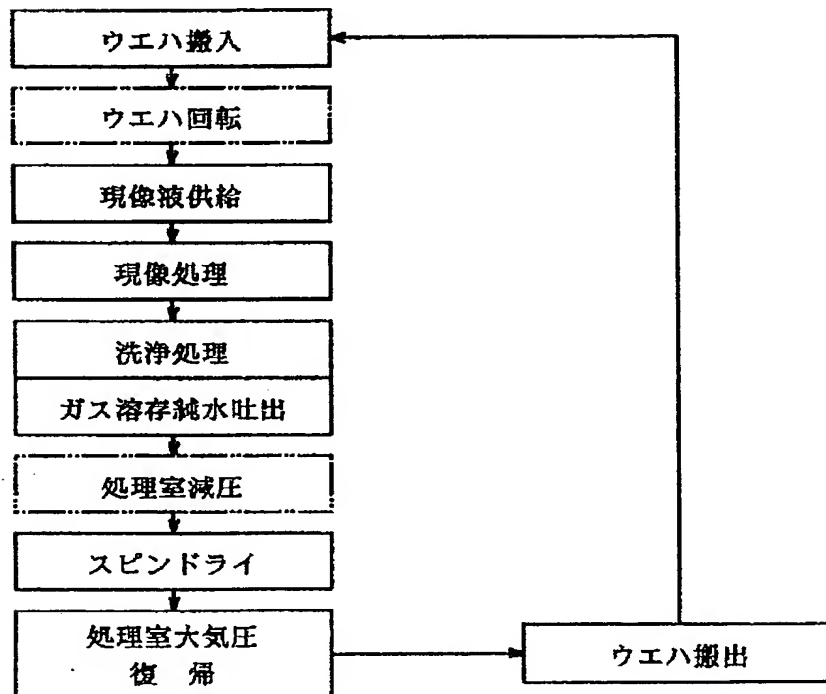 ウエハ搬入
ウエハ回転
現像液供給
現像処理
洗浄処理
ガス溶存純水吐出
処理室減圧
スピンドライ
処理室大気圧
復 帰
ウエハ搬出